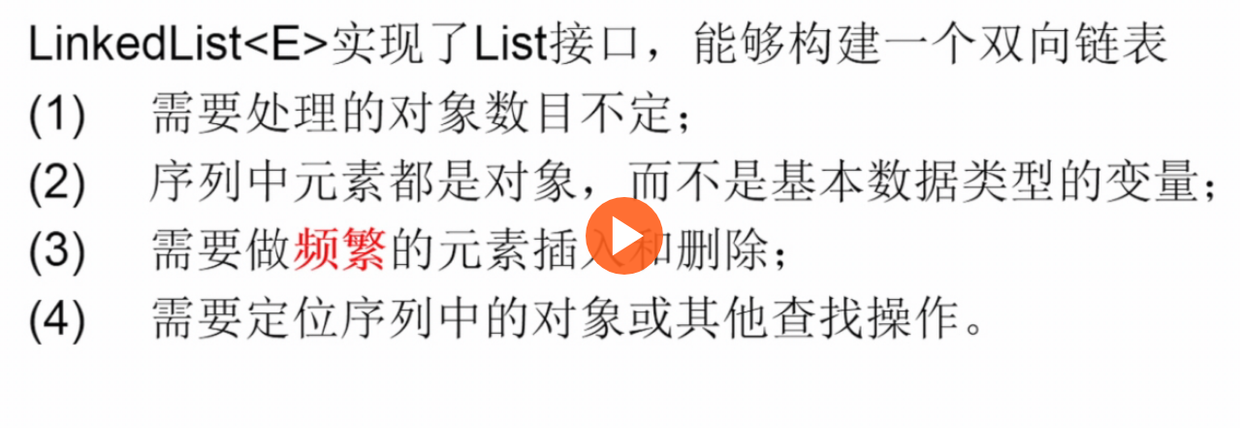 LinkedList<E>实现了List接口，能够构建一个双向链表
(1) 需要处理的对象数目不定；
(2) 序列中元素都是对象，而不是基本数据类型的变量；
(3) 需要做频繁的元素插入和删除；
(4) 需要定位序列中的对象或其他查找操作。